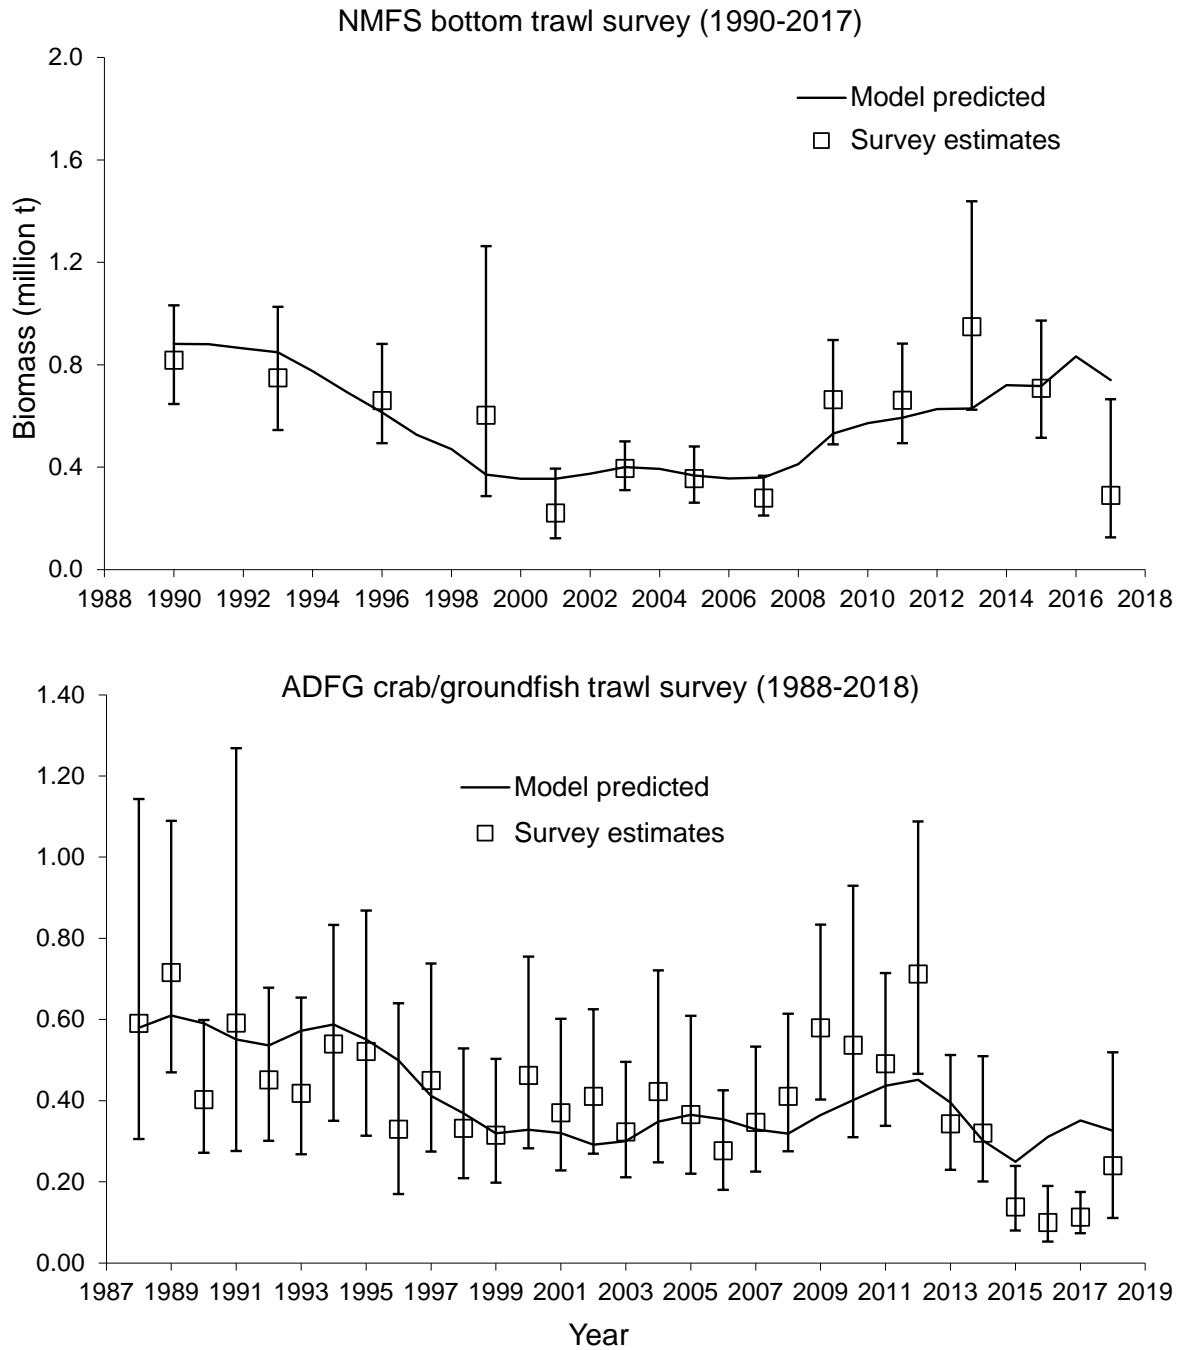 NMFS bottom trawl survey (1990-2017)
2.0
1.6
1.2
0.8
0.4
0.0
Biomass (million t)
Model predicted
Survey estimates
1988 1990 1992 1994 1996 1998 2000 2002 2004 2006 2008 2010 2012 2014 2016 2018
ADFG crab/groundfish trawl survey (1988-2018)
1.40
1.20
1.00
0.80
0.60
0.40
0.20
0.00
Model predicted
Survey estimates
1987 1989 1991 1993 1995 1997 1999 2001 2003 2005 2007 2009 2011 2013 2015 2017 2019
Year